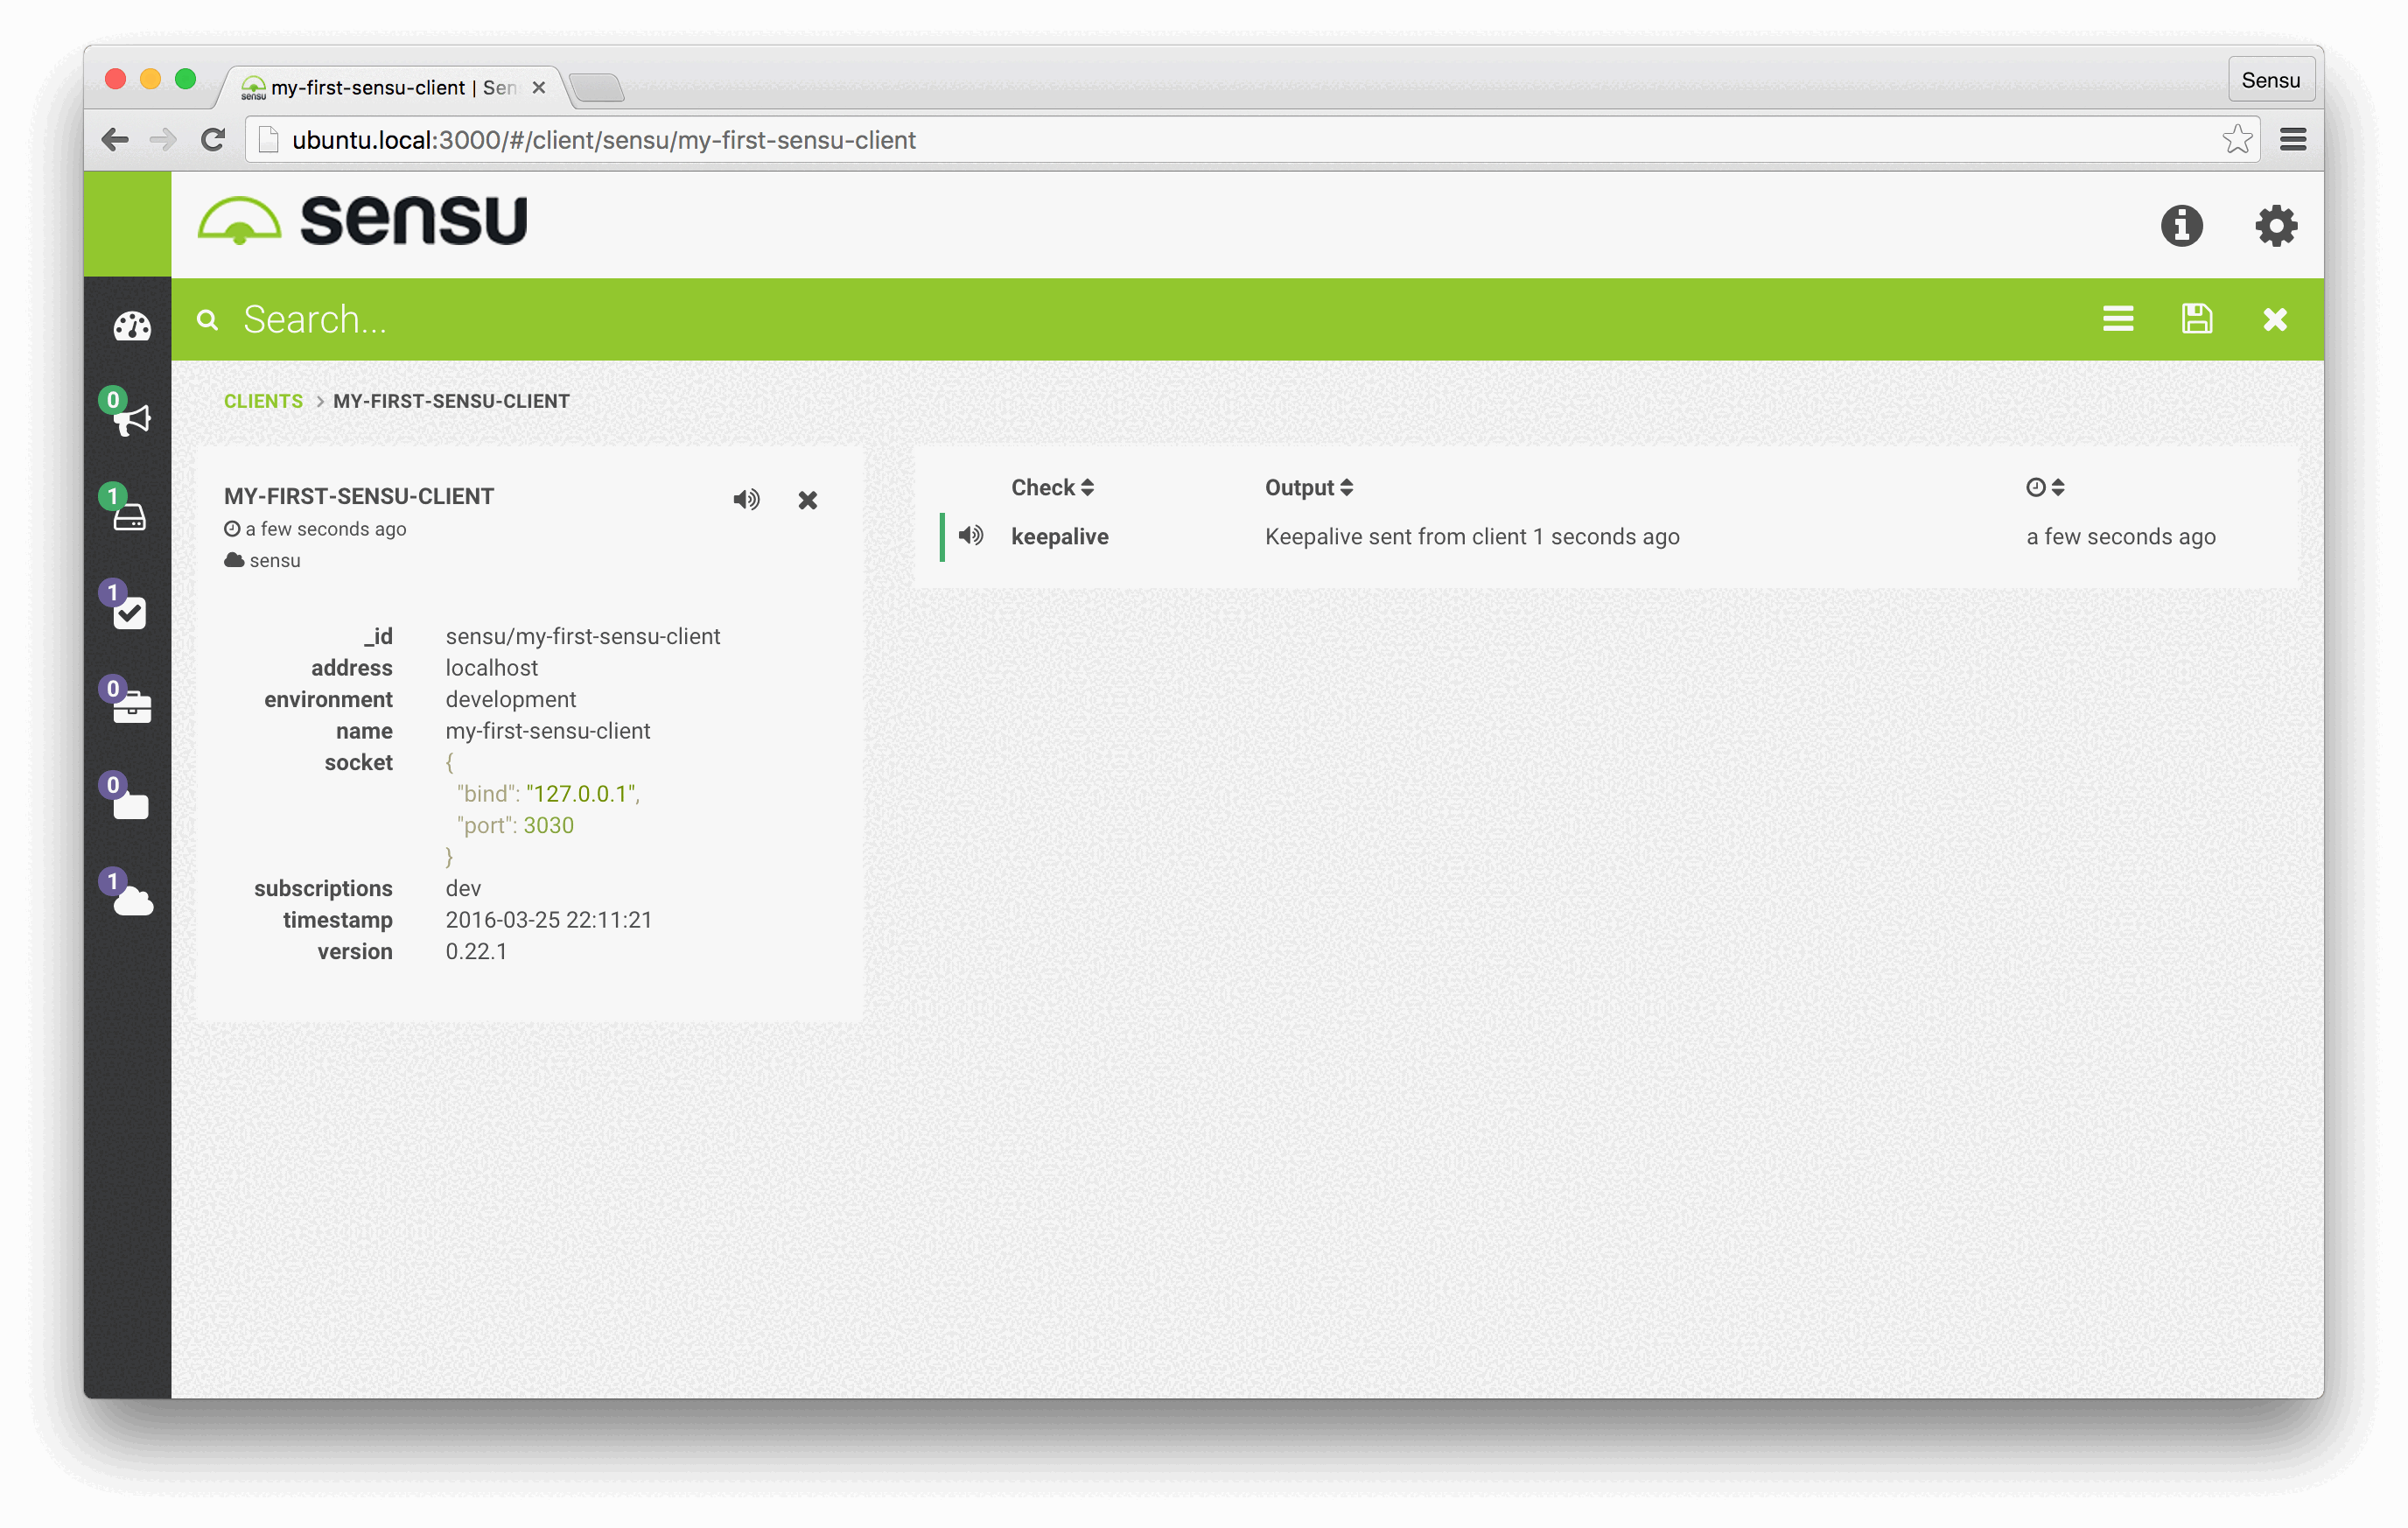 my-first-sensu-client | Sen
Sensu
ubuntu.local:3000/#/client/sensu/my-first-sensu-client
sensu
Search...
0
1
1
0
0
1
CLIENTS > MY-FIRST-SENSU-CLIENT
MY-FIRST-SENSU-CLIENT
a few seconds ago
sensu
_id sensu/my-first-sensu-client
address localhost
environment development
name my-first-sensu-client
socket {
"bind": "127.0.0.1",
"port": 3030
}
subscriptions dev
timestamp 2016-03-25 22:11:21
version 0.22.1
Check Output
keepalive Keepalive sent from client 1 seconds ago a few seconds ago